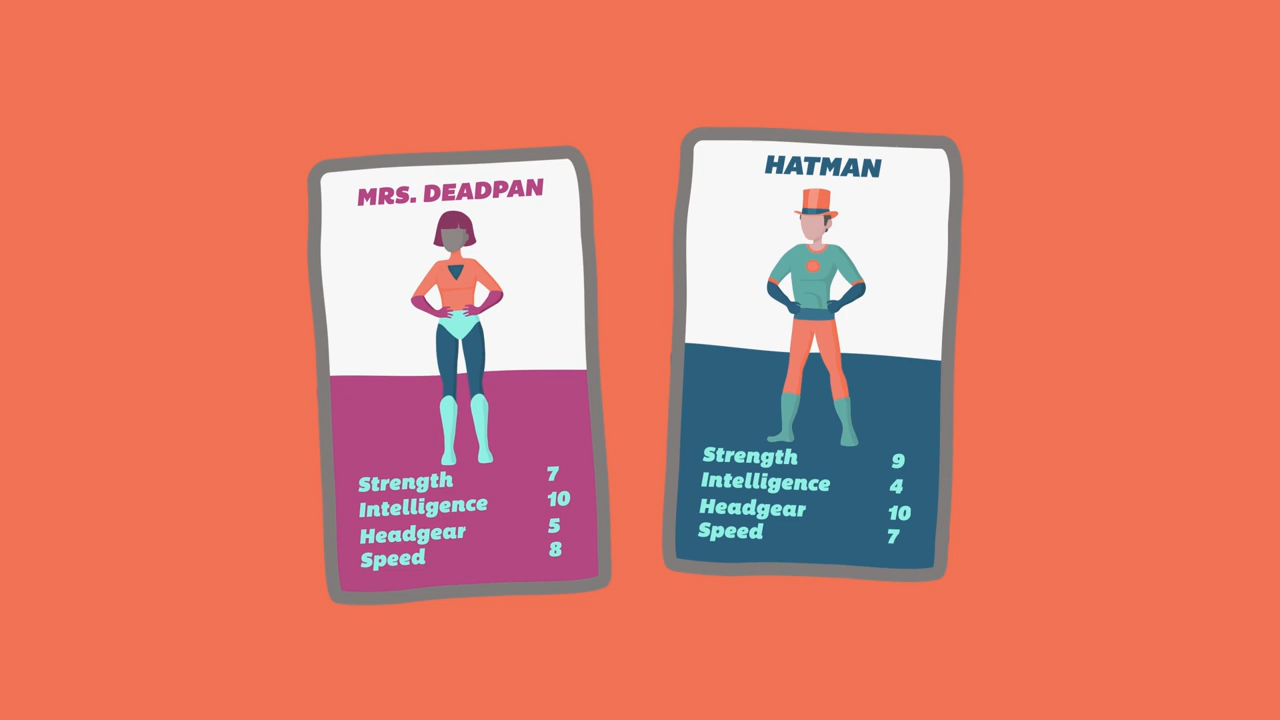 MRS. DEADPAN
Strength 7
Intelligence 10
Headgear 5
Speed 8
HATMAN
Strength 9
Intelligence 4
Headgear 10
Speed 7